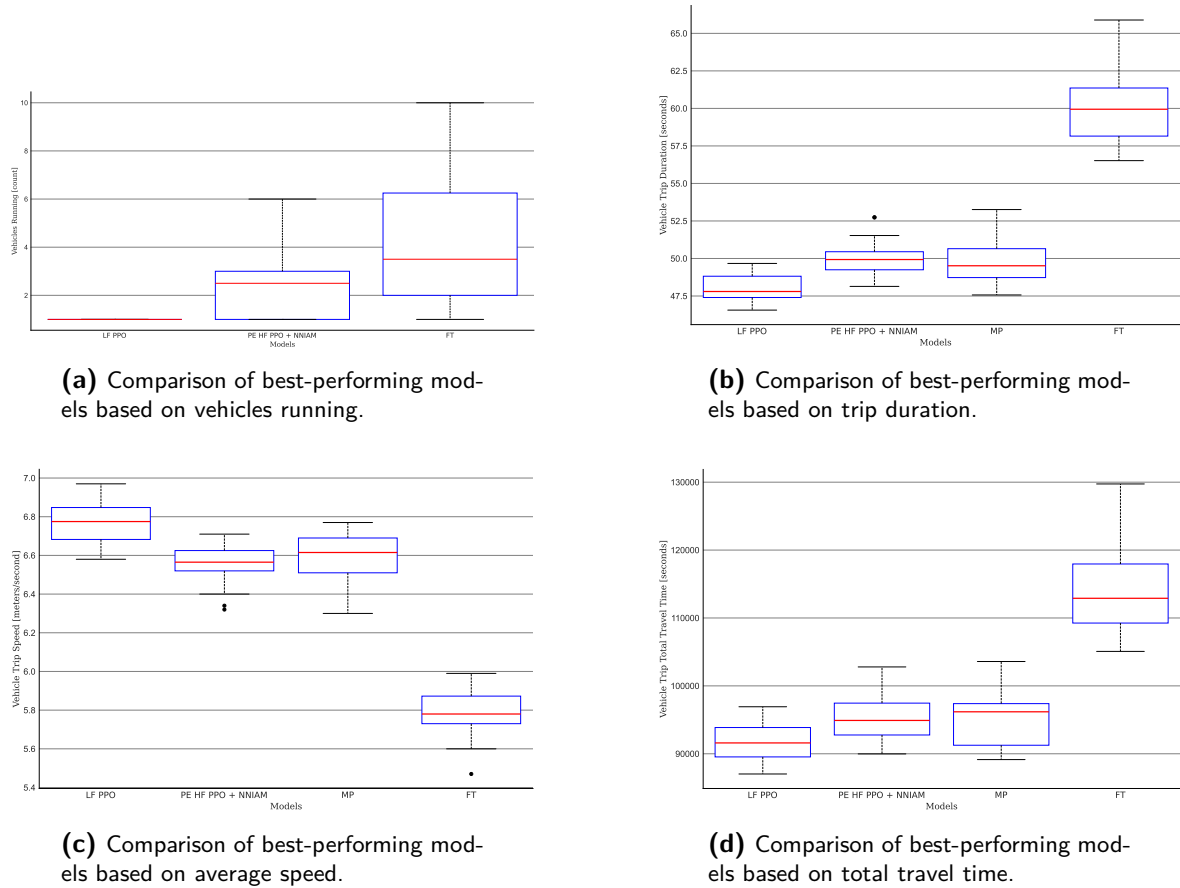 10
8
6
4
2
Vehicles Running [count]
LF PPO PE HF PPO + NNIAM FT
Models
(a) Comparison of best-performing mod-
els based on vehicles running.
65.0
62.5
60.0
57.5
55.0
52.5
50.0
47.5
Vehicle Trip Duration [seconds]
LF PPO PE HF PPO + NNIAM MP FT
Models
(b) Comparison of best-performing mod-
els based on trip duration.
7.0
6.8
6.6
6.4
6.2
6.0
5.8
5.6
5.4
Vehicle Trip Speed [meters/second]
LF PPO PE HF PPO + NNIAM MP FT
Models
(c) Comparison of best-performing mod-
els based on average speed.
130000
120000
110000
100000
90000
Vehicle Trip Total Travel Time [seconds]
LF PPO PE HF PPO + NNIAM MP FT
Models
(d) Comparison of best-performing mod-
els based on total travel time.